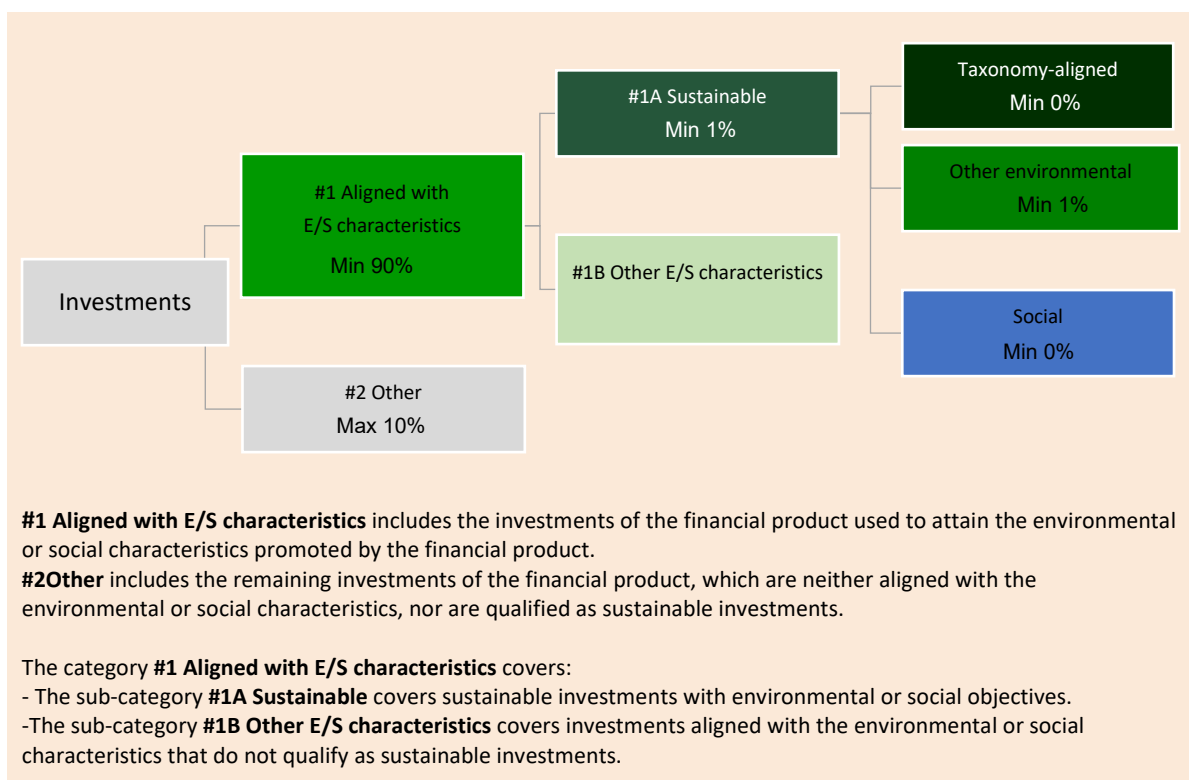 Investments
#1 Aligned with
E/S characteristics
Min 90%
#2 Other
Max 10%
#1A Sustainable
Min 1%
#1B Other E/S characteristics
Taxonomy-aligned
Min 0%
Other environmental
Min 1%
Social
Min 0%
#1 Aligned with E/S characteristics includes the investments of the financial product used to attain the environmental
or social characteristics promoted by the financial product.
#2Other includes the remaining investments of the financial product, which are neither aligned with the
environmental or social characteristics, nor are qualified as sustainable investments.
The category #1 Aligned with E/S characteristics covers:
- The sub-category #1A Sustainable covers sustainable investments with environmental or social objectives.
-The sub-category #1B Other E/S characteristics covers investments aligned with the environmental or social
characteristics that do not qualify as sustainable investments.